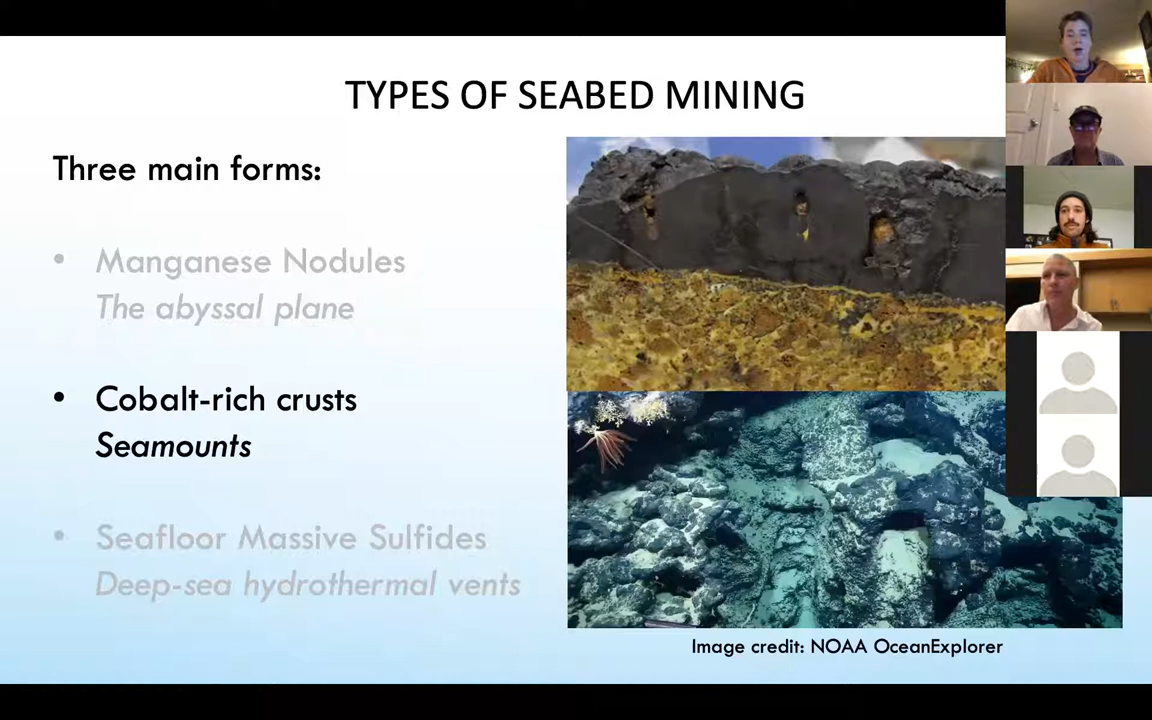 TYPES OF SEABED MINING
Three main forms:
• Manganese Nodules
The abyssal plane
• Cobalt-rich crusts
Seamounts
• Seafloor Massive Sulfides
Deep-sea hydrothermal vents
Image credit: NOAA OceanExplorer